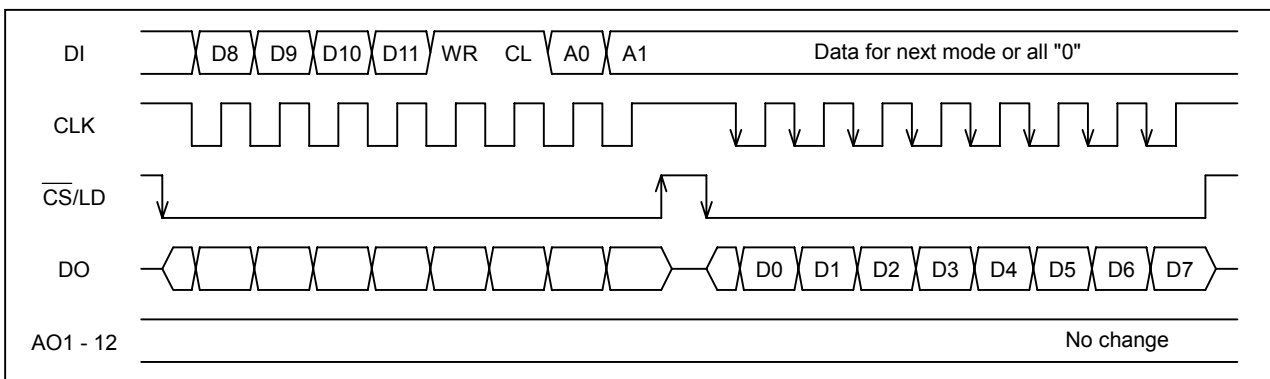 DI D8 D9 D10 D11 WR CL A0 A1 Data for next mode or all "0"
CLK
CS/LD
DO D0 D1 D2 D3 D4 D5 D6 D7
AO1 - 12 No change